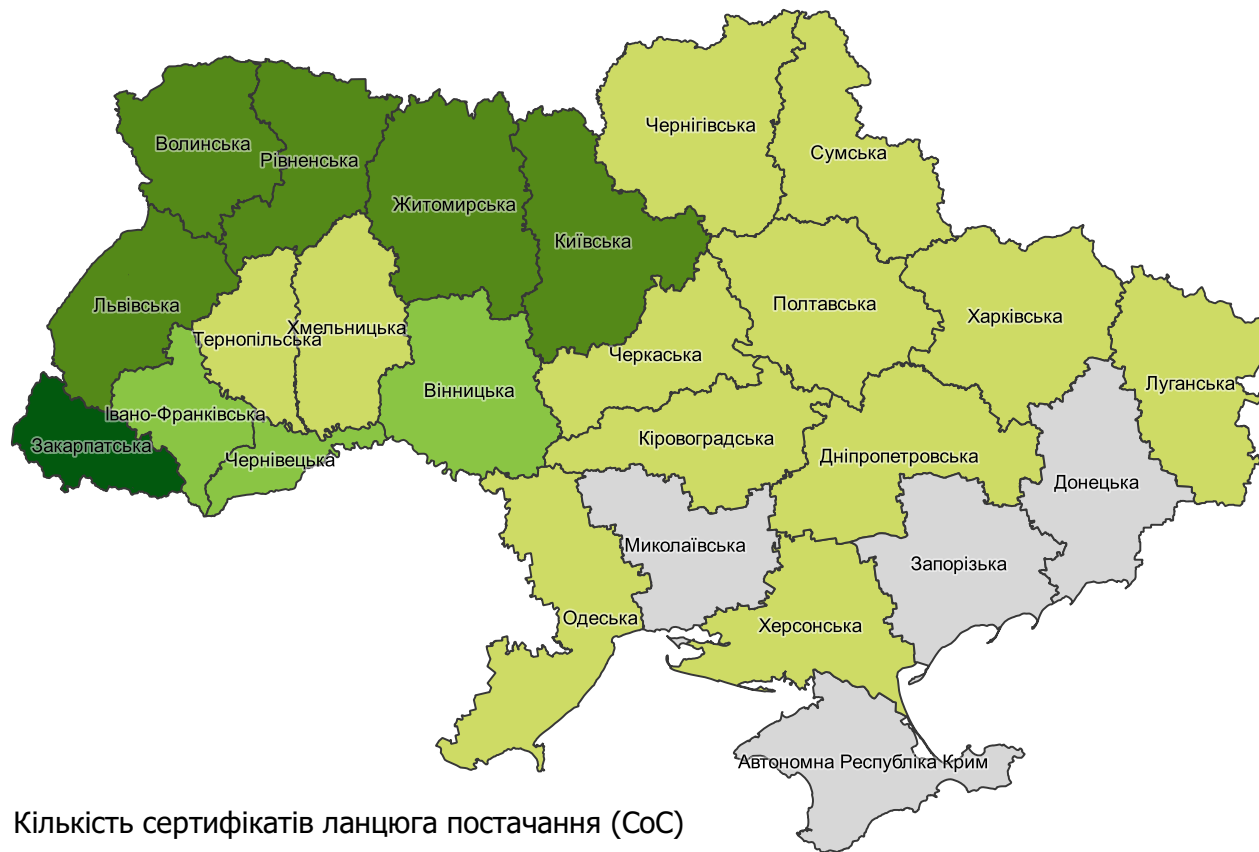 Чернігівська
Волинська
Сумська
Рівненська
Житомирська
Київська
Львівська
Полтавська
Харківська
Хмельницька
Тернопільська
Черкаська
Луганська
Вінницька
Івано-Франківська
Кіровоградська
Закарпатська
Чернівецька
Дніпропетровська
Донецька
Миколаївська
Запорізька
Одеська
Херсонська
Автономна Республіка Крим
Кількість сертифікатів ланцюга постачання (CoC)